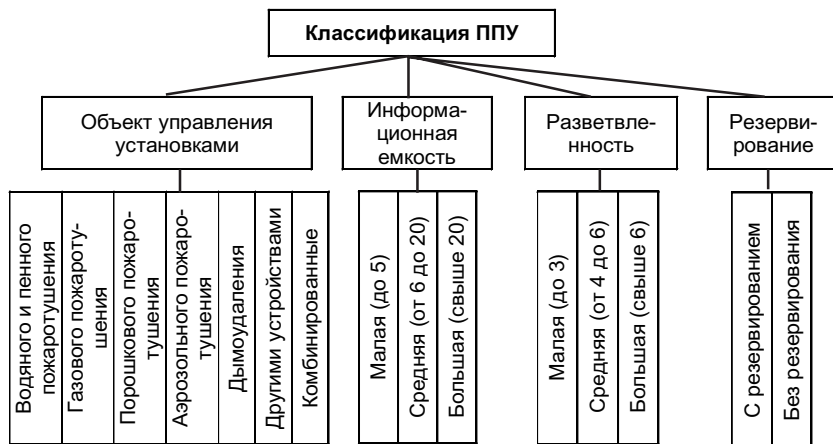 Классификация ППУ
Объект управления
установками
Информа-
ционная
емкость
Разветвле-
нность
Резерви-
рование
Водяного и пенного
пожаротушения
Газового пожароту-
шения
Порошкового пожаро-
тушения
Аэрозольного пожаро-
тушения
Дымоудаления
Другими устройствами
Комбинированные
Малая (до 5)
Средняя (от 6 до 20)
Большая (свыше 20)
Малая (до 3)
Средняя (от 4 до 6)
Большая (свыше 6)
С резервированием
Без резервирования